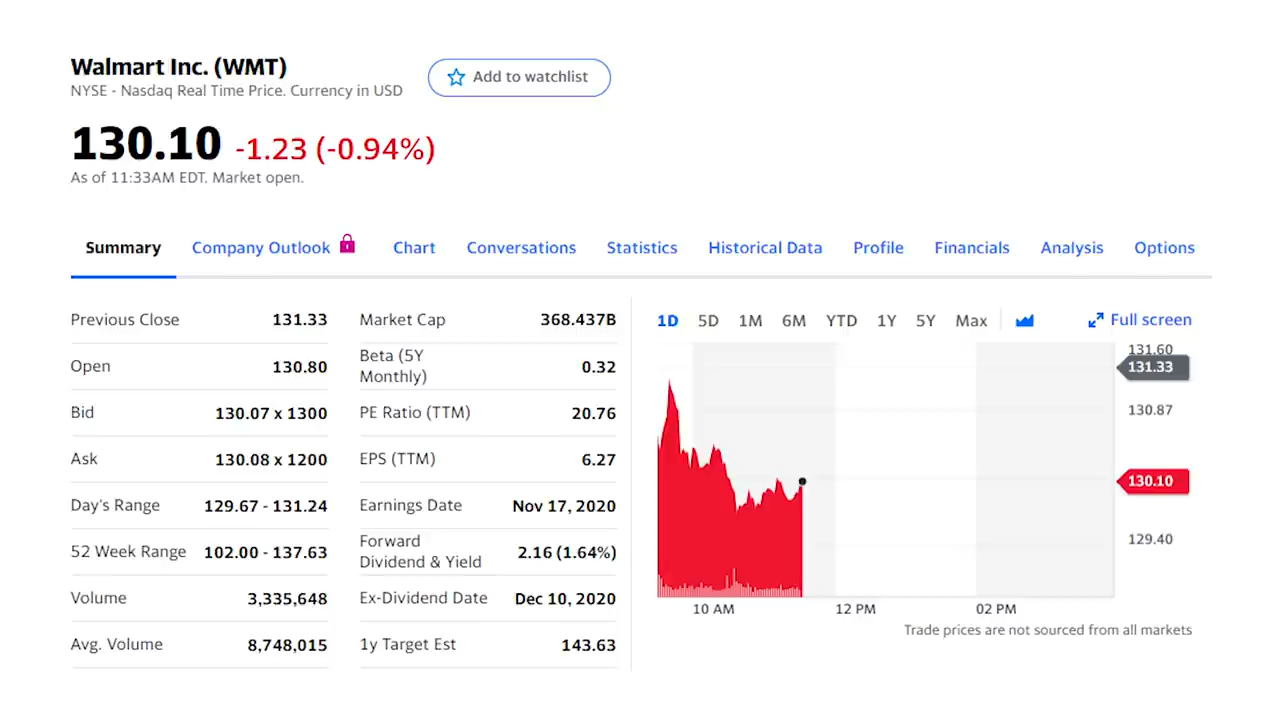 Walmart Inc. (WMT)
NYSE - Nasdaq Real Time Price. Currency in USD
Add to watchlist
130.10 -1.23 (-0.94%)
As of 11:33AM EDT. Market open.
Summary Company Outlook Chart Conversations Statistics Historical Data Profile Financials Analysis Options
Previous Close 131.33
Open 130.80
Bid 130.07 x 1300
Ask 130.08 x 1200
Day's Range 129.67 - 131.24
52 Week Range 102.00 - 137.63
Volume 3,335,648
Avg. Volume 8,748,015
Market Cap 368.437B
Beta (5Y
Monthly) 0.32
PE Ratio (TTM) 20.76
EPS (TTM) 6.27
Earnings Date Nov 17, 2020
Forward
Dividend & Yield 2.16 (1.64%)
Ex-Dividend Date Dec 10, 2020
1y Target Est 143.63
1D 5D 1M 6M YTD 1Y 5Y Max Full screen
131.60
131.33
130.87
130.10
129.40
10 AM 12 PM 02 PM
Trade prices are not sourced from all markets